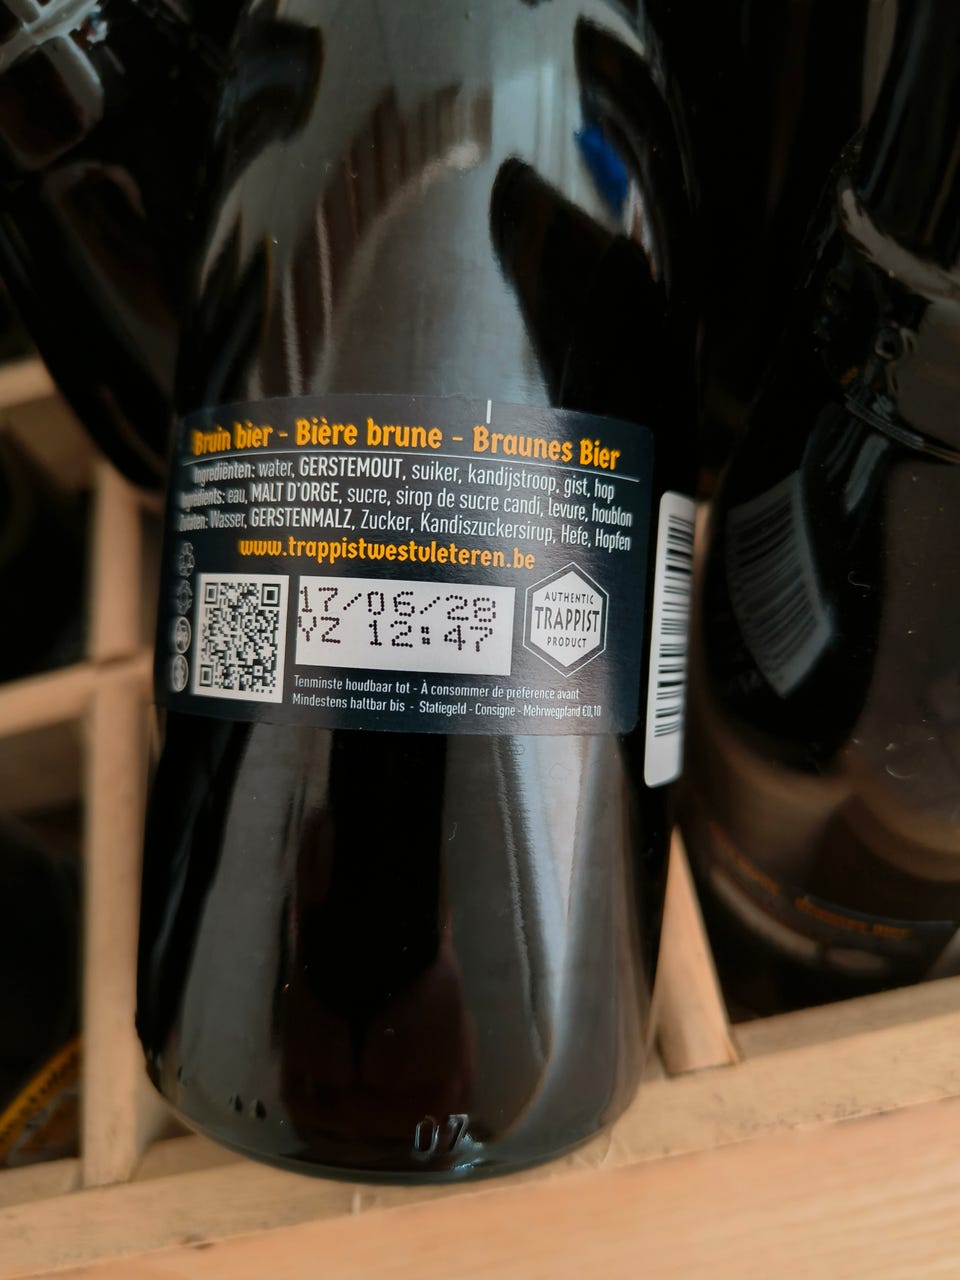 Bruin bier - Bière brune - Braunes Bier
Ingrediënten: water, GERSTEMOUT, suiker, kandijstroop, gist, hop
Ingrédients: eau, MALT D'ORGE, sucre, sirop de sucre candi, levure, houblon
Zutaten: Wasser, GERSTENMALZ, Zucker, Kandiszuckersirup, Hefe, Hopfen
www.trappistwestvleteren.be
17/06/28
YZ 12:47
AUTHENTIC
TRAPPIST
PRODUCT
Tenminste houdbaar tot - À consommer de préférence avant
Mindestens haltbar bis - Statiegeld - Consigne - Mehrwegpfand €0,10
07